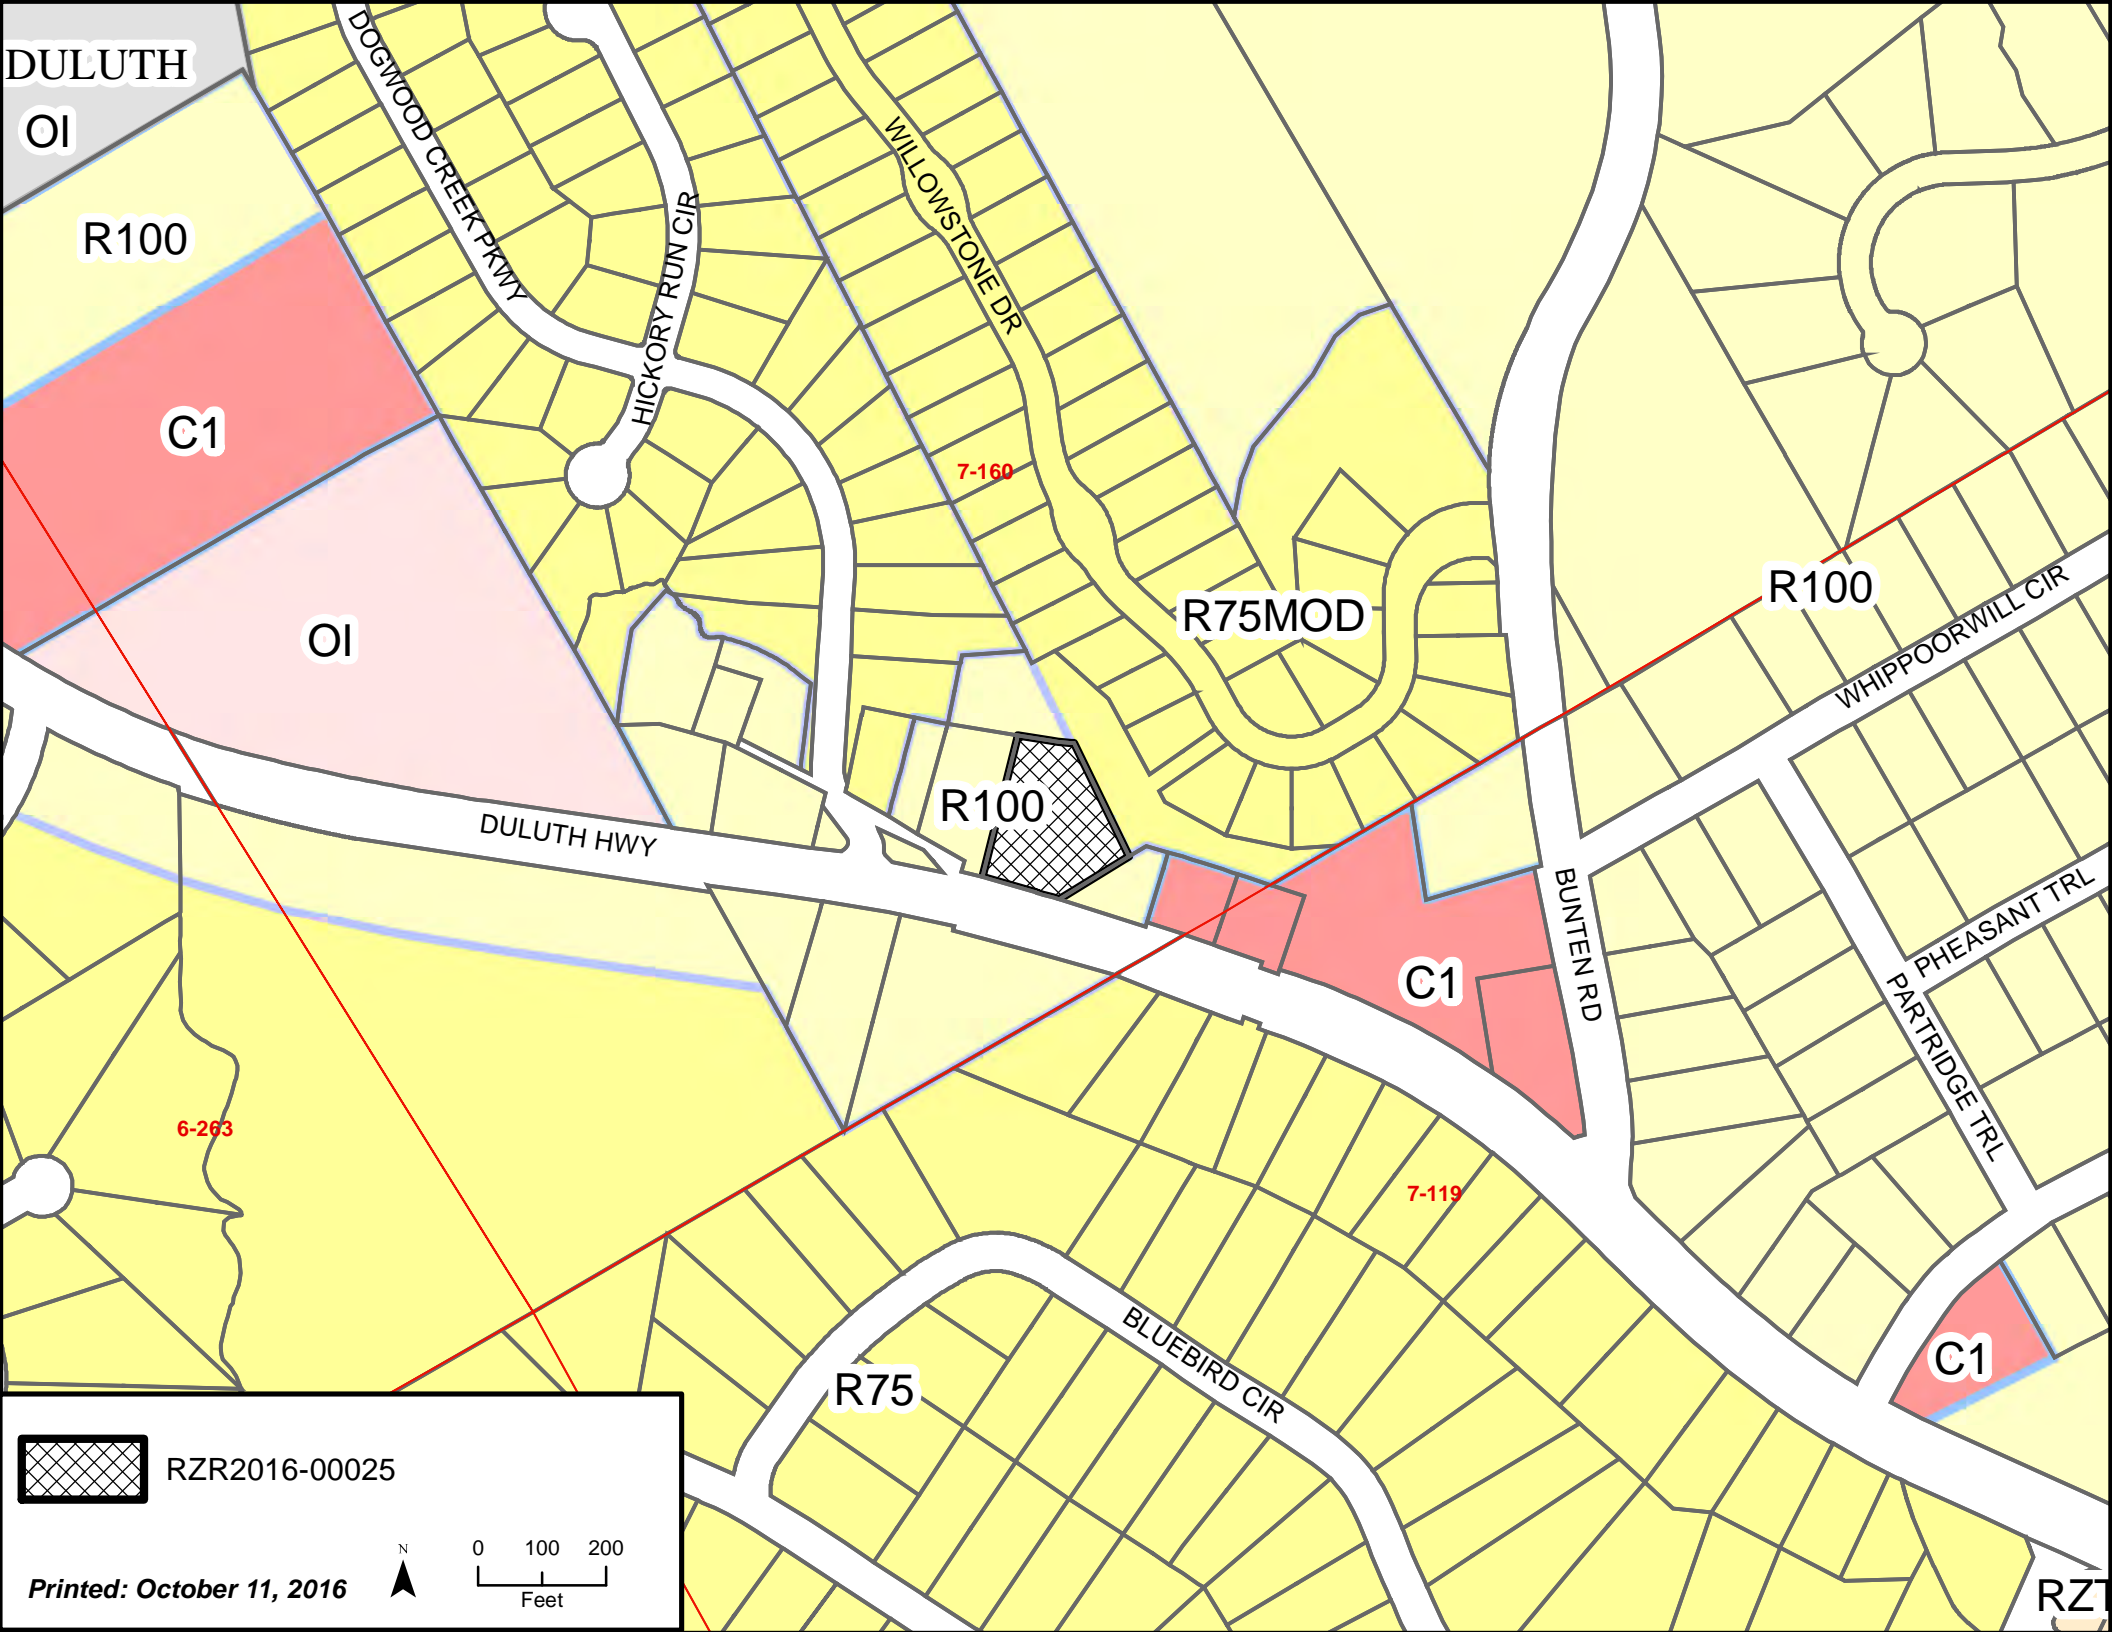 DULUTH
OI
DOGWOOD CREEK PKWY
WILLOWSTONE DR
R100
HICKORY RUN CIR
C1
7-160
R100
R75MOD
WHIPPOORWILL CIR
OI
R100
DULUTH HWY
BUNTEN RD
PHEASANT TRL
C1
PARTRIDGE TRL
6-263
7-119
BLUEBIRD CIR
C1
R75
RZR2016-00025
N
0 100 200
Feet
Printed: October 11, 2016
RZT